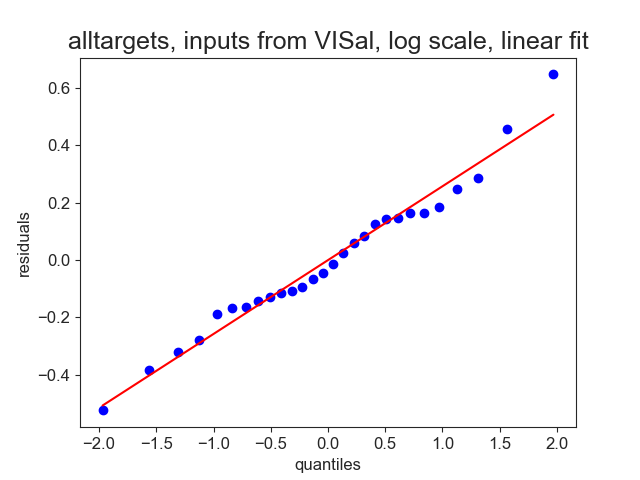 alltargets, inputs from VISal, log scale, linear fit
0.6
0.4
0.2
0.0
−0.2
−0.4
residuals
−2.0 −1.5 −1.0 −0.5 0.0 0.5 1.0 1.5 2.0
quantiles